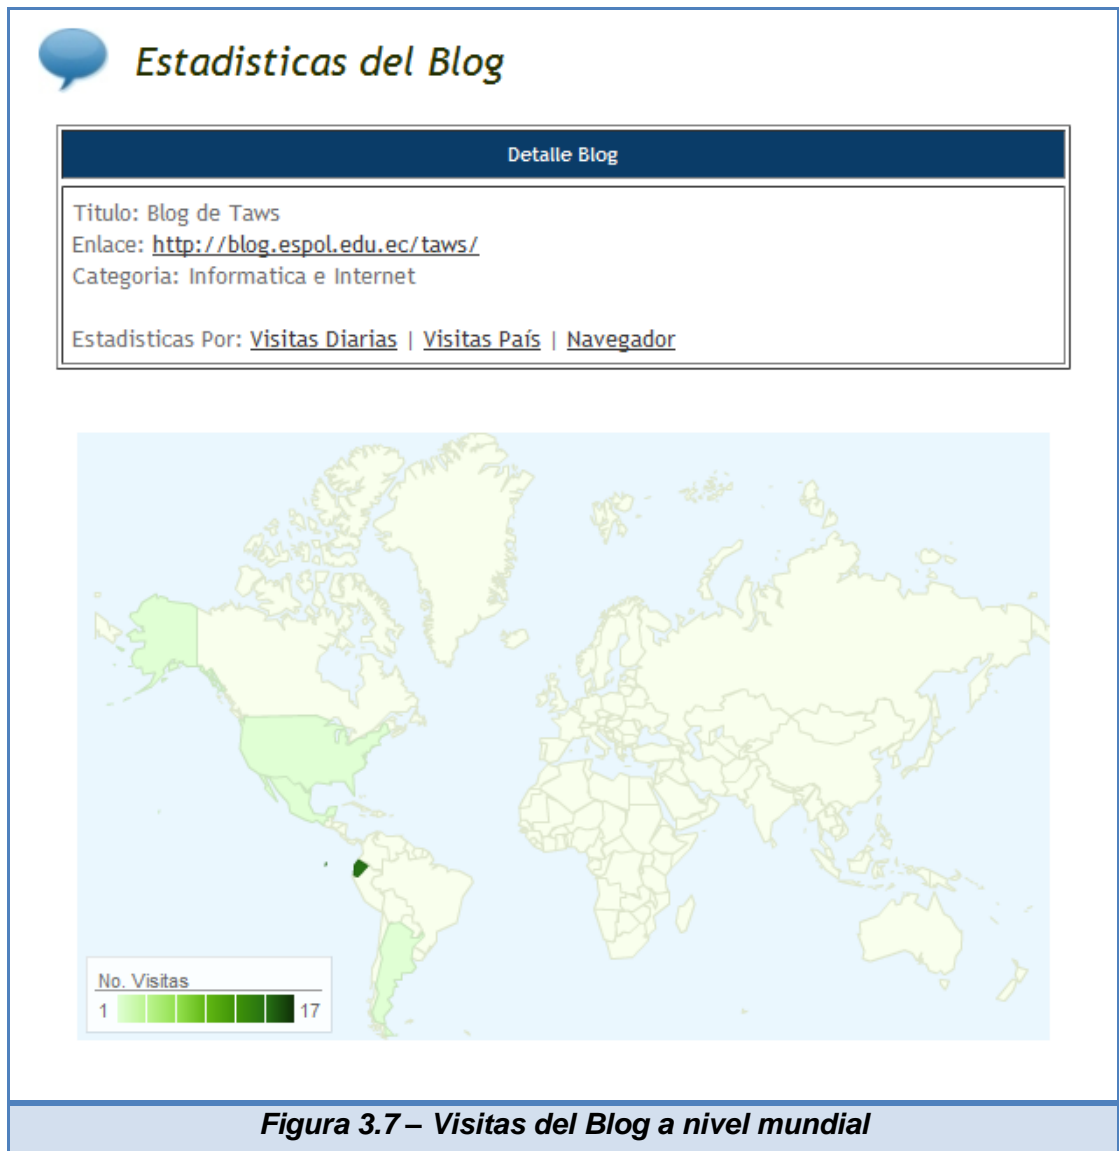 Estadisticas del Blog
Detalle Blog
Titulo: Blog de Taws
Enlace: http://blog.espol.edu.ec/taws/
Categoria: Informatica e Internet
Estadisticas Por: Visitas Diarias | Visitas País | Navegador
No. Visitas
1 17
Figura 3.7 – Visitas del Blog a nivel mundial